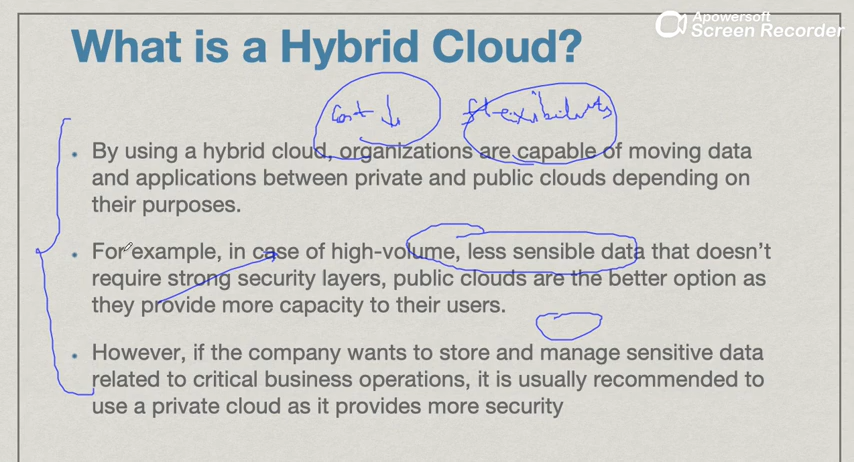 Apowersoft
Screen Recorder
What is a Hybrid Cloud?
Cost ↓ flexibility
• By using a hybrid cloud, organizations are capable of moving data
and applications between private and public clouds depending on
their purposes.
• For example, in case of high-volume, less sensible data that doesn't
require strong security layers, public clouds are the better option as
they provide more capacity to their users.
• However, if the company wants to store and manage sensitive data
related to critical business operations, it is usually recommended to
use a private cloud as it provides more security